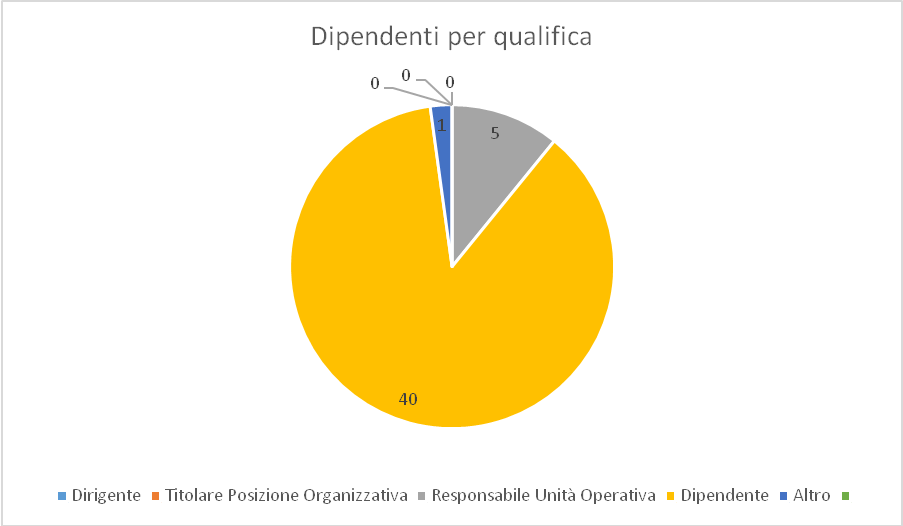 Dipendenti per qualifica
0 0 0
1 5
40
Dirigente Titolare Posizione Organizzativa Responsabile Unità Operativa Dipendente Altro